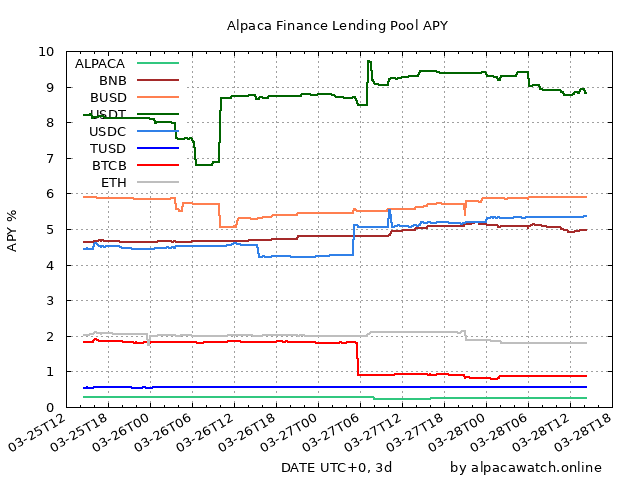 Alpaca Finance Lending Pool APY
10
9
8
7
6
5
4
3
2
1
0
APY %
ALPACA
BNB
BUSD
USDT
USDC
TUSD
BTCB
ETH
03-25T12
03-25T18
03-26T00
03-26T06
03-26T12
03-26T18
03-27T00
03-27T06
03-27T12
03-27T18
03-28T00
03-28T06
03-28T12
03-28T18
DATE UTC+0, 3d
by alpacawatch.online